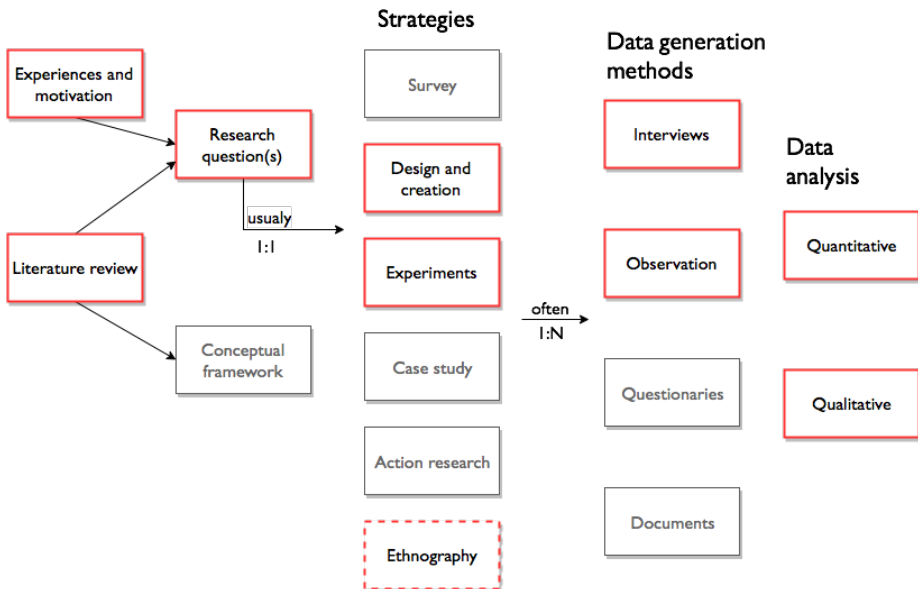 Strategies
Data generation
methods
Data
analysis
Experiences and
motivation
Research
question(s)
Literature review
Conceptual
framework
usualy
1:1
Survey
Design and
creation
Experiments
Case study
Action research
Ethnography
often
1:N
Interviews
Observation
Questionaries
Documents
Quantitative
Qualitative